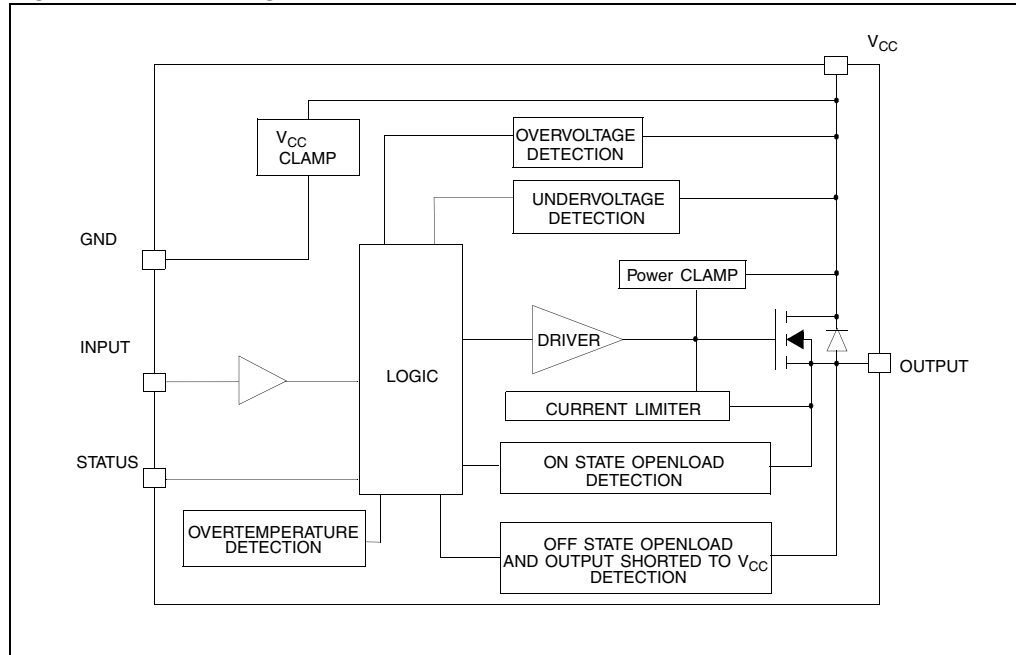 VCC
VCC
CLAMP
OVERVOLTAGE
DETECTION
UNDERVOLTAGE
DETECTION
GND
Power CLAMP
INPUT
DRIVER
LOGIC
OUTPUT
CURRENT LIMITER
STATUS
ON STATE OPENLOAD
DETECTION
OVERTEMPERATURE
DETECTION
OFF STATE OPENLOAD
AND OUTPUT SHORTED TO VCC
DETECTION